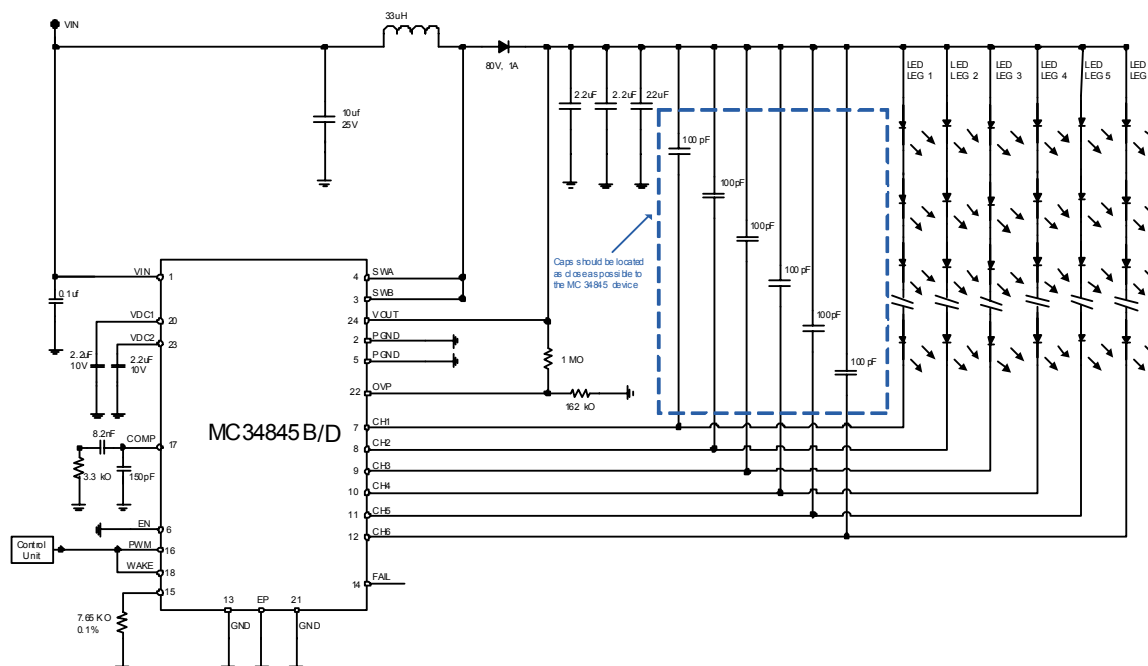 VIN
33uH
80V, 1A
10uf
25V
2.2uF
2.2uF
22uF
LED
LEG 1
LED
LEG 2
LED
LEG 3
LED
LEG 4
LED
LEG 5
LED
LEG
100 pF
100pF
100pF
100 pF
100pF
100 pF
Caps should be located
as close as possible to
the MC34845 device
0.1uf
VIN
1
VDC1
20
VDC2
23
2.2uF
10V
2.2uF
10V
8.2nF
COMP
17
3.3 kO
150pF
EN
6
Control
Unit
PWM
16
WAKE
18
15
7.65 KO
0.1%
MC34845B/D
13
EP
21
GND
GND
4
SWA
3
SWB
24
VOUT
2
PGND
5
PGND
22
OVP
1 MO
162 kO
7
CH1
8
CH2
9
CH3
10
CH4
11
CH5
12
CH6
14
FAIL